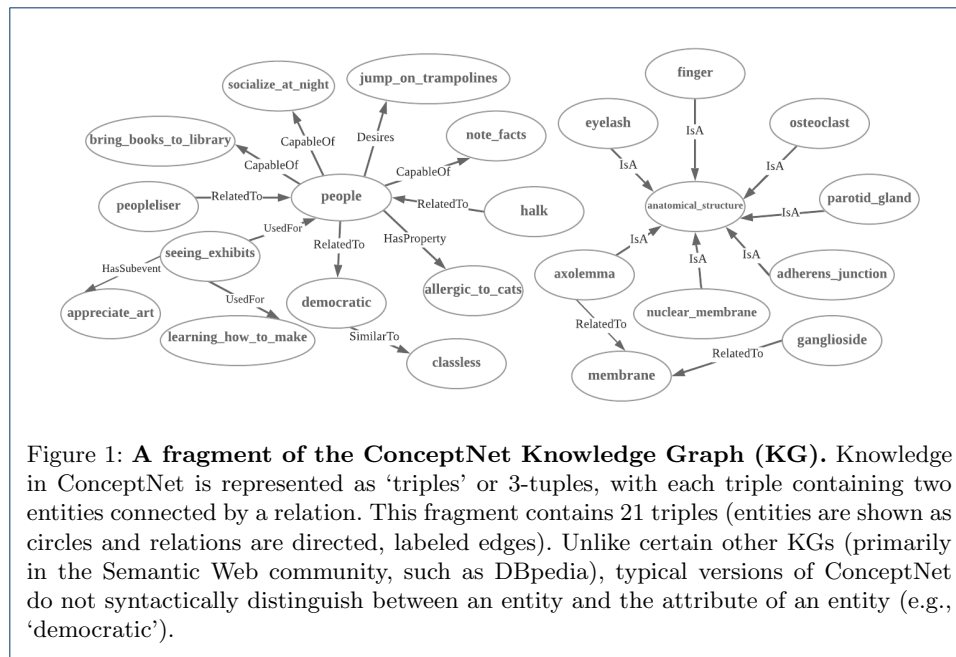 finger
jump_on_trampolines
socialize_at_night
eyelash
osteoclast
note_facts
IsA
Desires
bring_books_to_library
CapableOf
CapableOf
IsA
IsA
CapableOf
peopleliser
RelatedTo
people
RelatedTo
halk
anatomical_structure
IsA
parotid_gland
UsedFor
HasProperty
RelatedTo
seeing_exhibits
IsA
IsA
IsA
HasSubevent
axolemma
adherens_junction
allergic_to_cats
UsedFor
democratic
appreciate_art
nuclear_membrane
RelatedTo
learning_how_to_make
SimilarTo
ganglioside
classless
RelatedTo
membrane
Figure 1: A fragment of the ConceptNet Knowledge Graph (KG). Knowledge
in ConceptNet is represented as ‘triples’ or 3-tuples, with each triple containing two
entities connected by a relation. This fragment contains 21 triples (entities are shown as
circles and relations are directed, labeled edges). Unlike certain other KGs (primarily
in the Semantic Web community, such as DBpedia), typical versions of ConceptNet
do not syntactically distinguish between an entity and the attribute of an entity (e.g.,
‘democratic’).